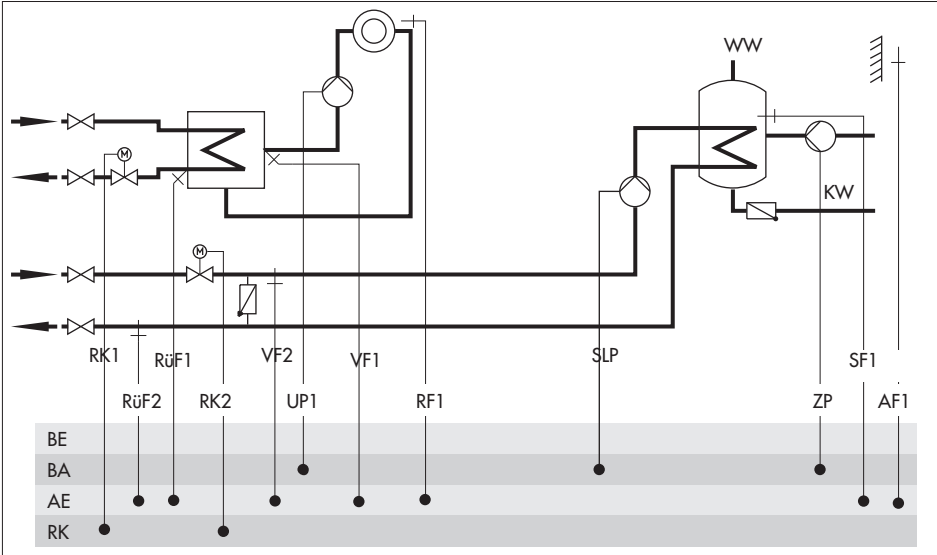 WW
M
KW
M
RK1 RüF1 VF2 VF1 SLP SF1
RüF2 RK2 UP1 RF1 ZP AF1
BE
BA
AE
RK